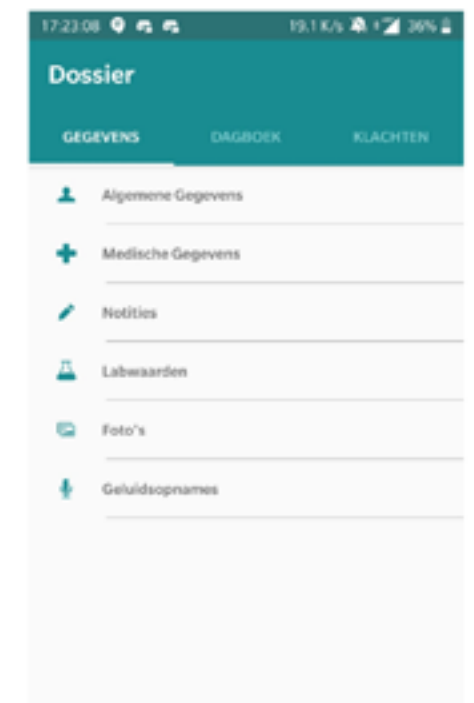 17:23:08 19.1 K/s 36%
Dossier
GEGEVENS DAGBOEK KLACHTEN
Algemene Gegevens
Medische Gegevens
Notities
Labwaarden
Foto's
Geluidsopnames